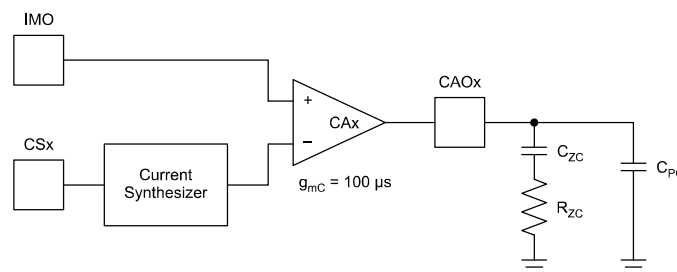 IMO
CAOx
+
CAx
−
CSx
Current
Synthesizer
gmC = 100 μs
CZC
RZC